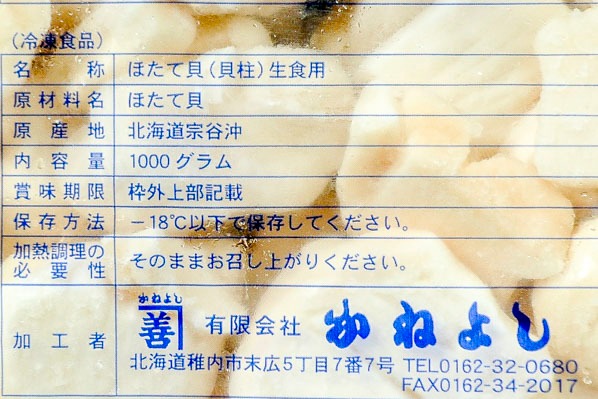 (冷凍食品)
名称 ほたて貝(貝柱)生食用
原材料名 ほたて貝
原産地 北海道宗谷沖
内容量 1000グラム
賞味期限 枠外上部記載
保存方法 −18℃以下で保存してください。
加熱調理の必要性 そのままお召し上がりください。
加工者 かねよし 善 有限会社 かねよし
北海道稚内市末広5丁目7番7号 TEL0162-32-0680
FAX0162-34-2017